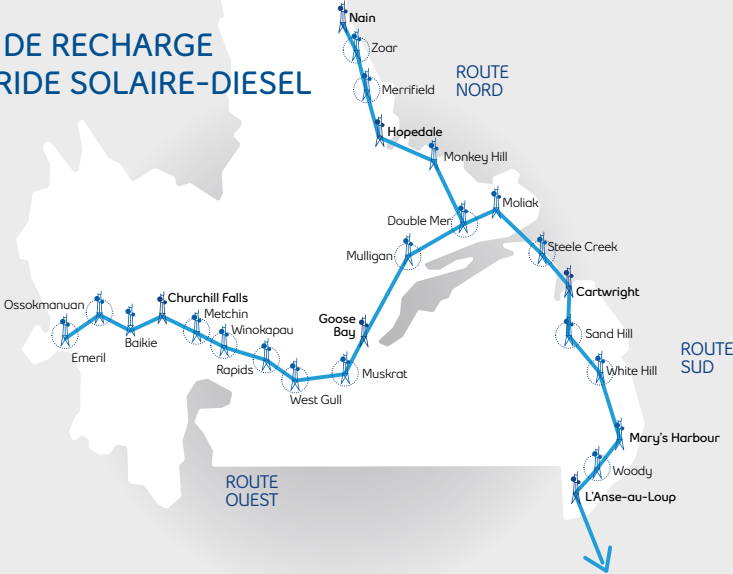 DE RECHARGE
RIDE SOLAIRE-DIESEL
Nain
Zoar
Merrifield
ROUTE
NORD
Hopedale
Monkey Hill
Moliak
Double Mer
Mulligan
Steele Creek
Cartwright
Ossokmanuan
Churchill Falls
Metchin
Winokapau
Baikie
Emeril
Rapids
West Gull
Goose
Bay
Muskrat
Sand Hill
White Hill
ROUTE
SUD
Mary's Harbour
Woody
L'Anse-au-Loup
ROUTE
OUEST